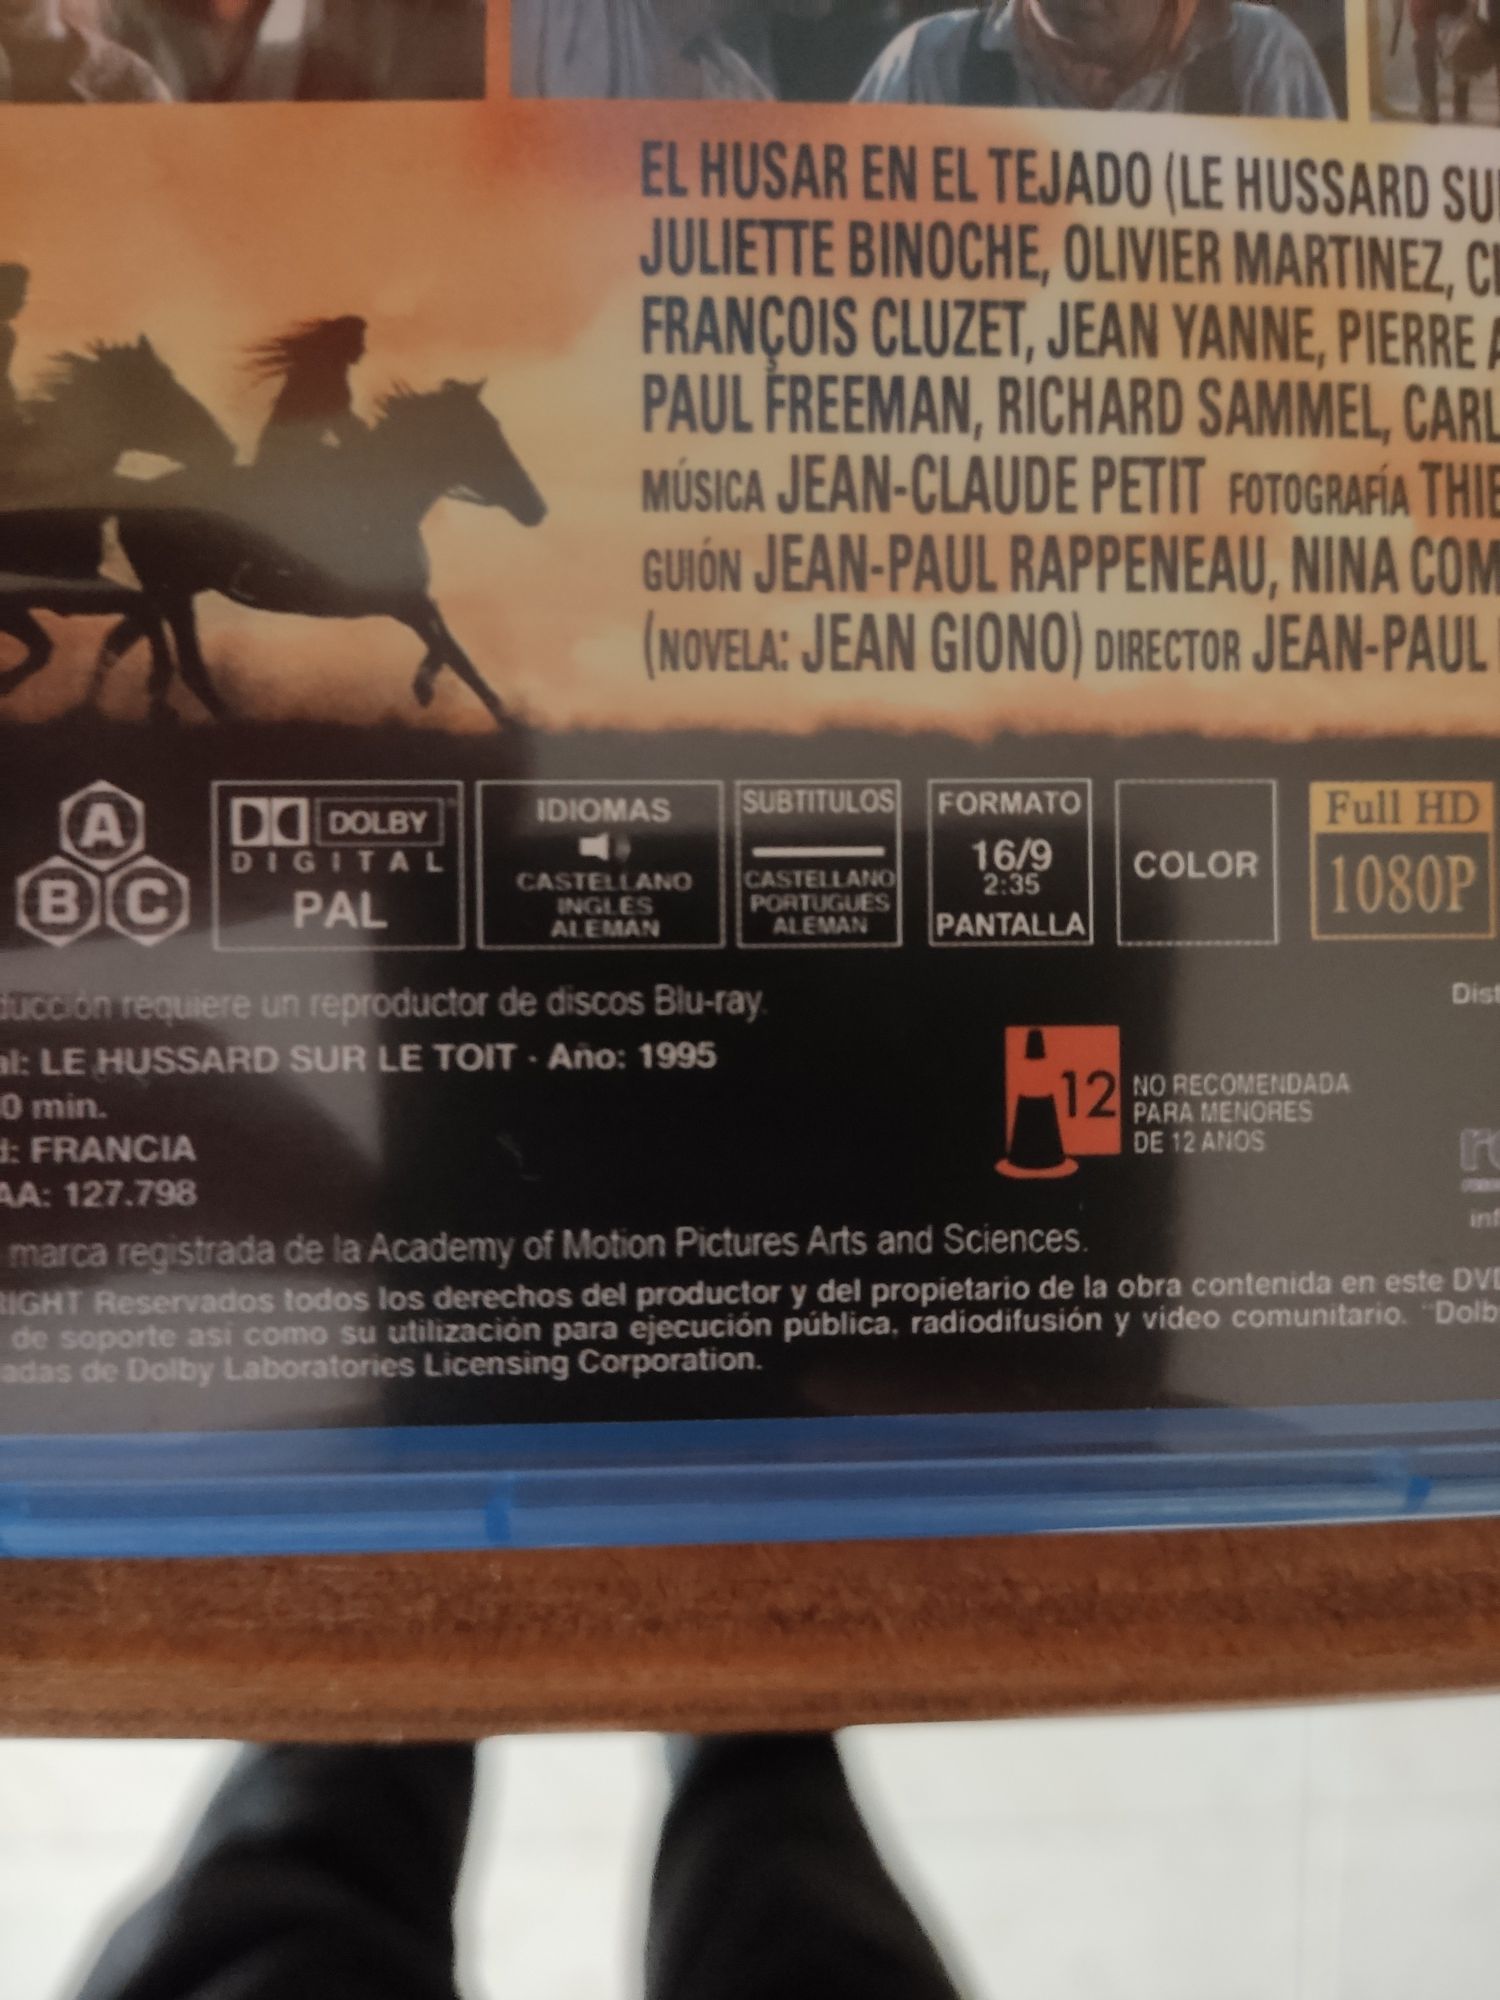 EL HUSAR EN EL TEJADO (LE HUSSARD
JULIETTE BINOCHE, OLIVIER MARTINEZ,
FRANÇOIS CLUZET, JEAN YANNE, PIERRE
PAUL FREEMAN, RICHARD SAMMEL,
MÚSICA JEAN-CLAUDE PETIT FOTOGRAFÍA
GUIÓN JEAN-PAUL RAPPENEAU, NINA
(NOVELA: JEAN GIONO) DIRECTOR JEAN-PAUL
A
B C
DOLBY
DIGITAL
PAL
IDIOMAS
CASTELLANO
INGLES
ALEMAN
SUBTITULOS
CASTELLANO
PORTUGUES
ALEMAN
FORMATO
16/9
2:35
PANTALLA
COLOR
Full HD
1080P
requiere un reproductor de discos Blu-ray.
LE HUSSARD SUR LE TOIT · Año: 1995
min.
FRANCIA
127.798
12
NO RECOMENDADA
PARA MENORES
DE 12 ANOS
marca registrada de la Academy of Motion Pictures Arts and Sciences.
Reservados todos los derechos del productor y del propietario de la obra contenida en este
de soporte asi como su utilización para ejecución pública, radiodifusión y video comunitario.
de Dolby Laboratories Licensing Corporation.